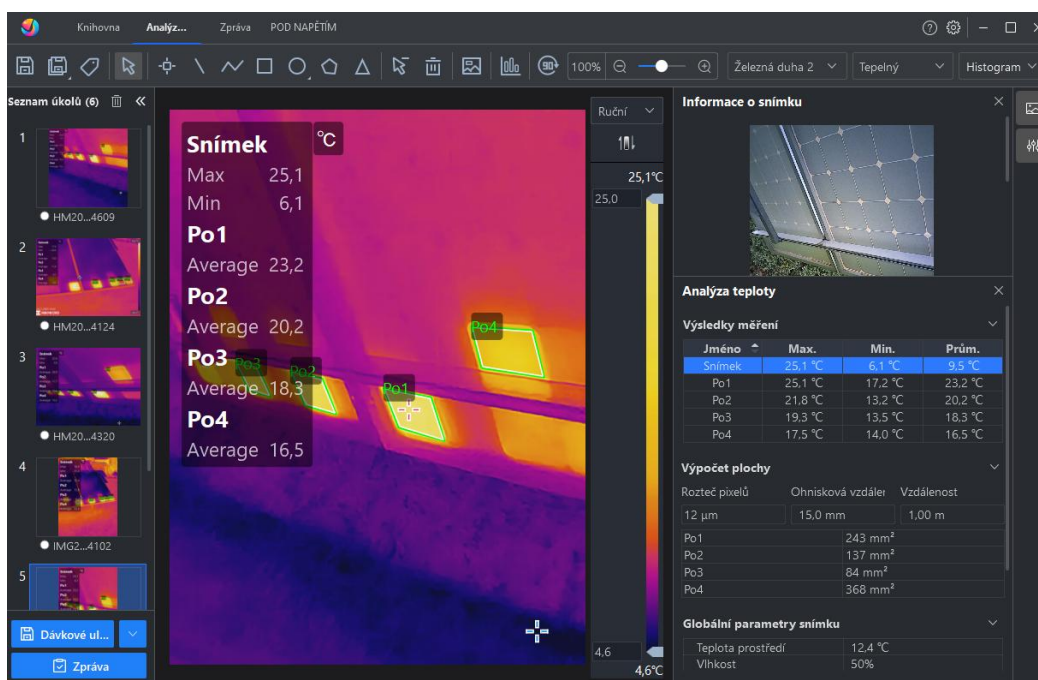 Knihovna Analýz... Zpráva POD NAPĚTÍM
100% Železná duha 2 Tepelný Histogram
Seznam úkolů (6)
1
HM20...4609
2
HM20...4124
3
HM20...4320
4
IMG2...4102
5
Dávkové ul...
Zpráva
Snímek °C
Max 25,1
Min 6,1
Po1
Average 23,2
Po2
Average 20,2
Po3
Average 18,3
Po4
Average 16,5
Po3
Po2
Po1
Po4
Ruční
25,1°C
25,0
4,6
4,6°C
Informace o snímku
Analýza teploty
Výsledky měření
Jméno Max. Min. Prům.
Snímek 25,1 °C 6,1 °C 9,5 °C
Po1 25,1 °C 17,2 °C 23,2 °C
Po2 21,8 °C 13,2 °C 20,2 °C
Po3 19,3 °C 13,5 °C 18,3 °C
Po4 17,5 °C 14,0 °C 16,5 °C
Výpočet plochy
Rozteč pixelů Ohnisková vzdáler Vzdálenost
12 μm 15,0 mm 1,00 m
Po1 243 mm²
Po2 137 mm²
Po3 84 mm²
Po4 368 mm²
Globální parametry snímku
Teplota prostředí 12,4 °C
Vlhkost 50%